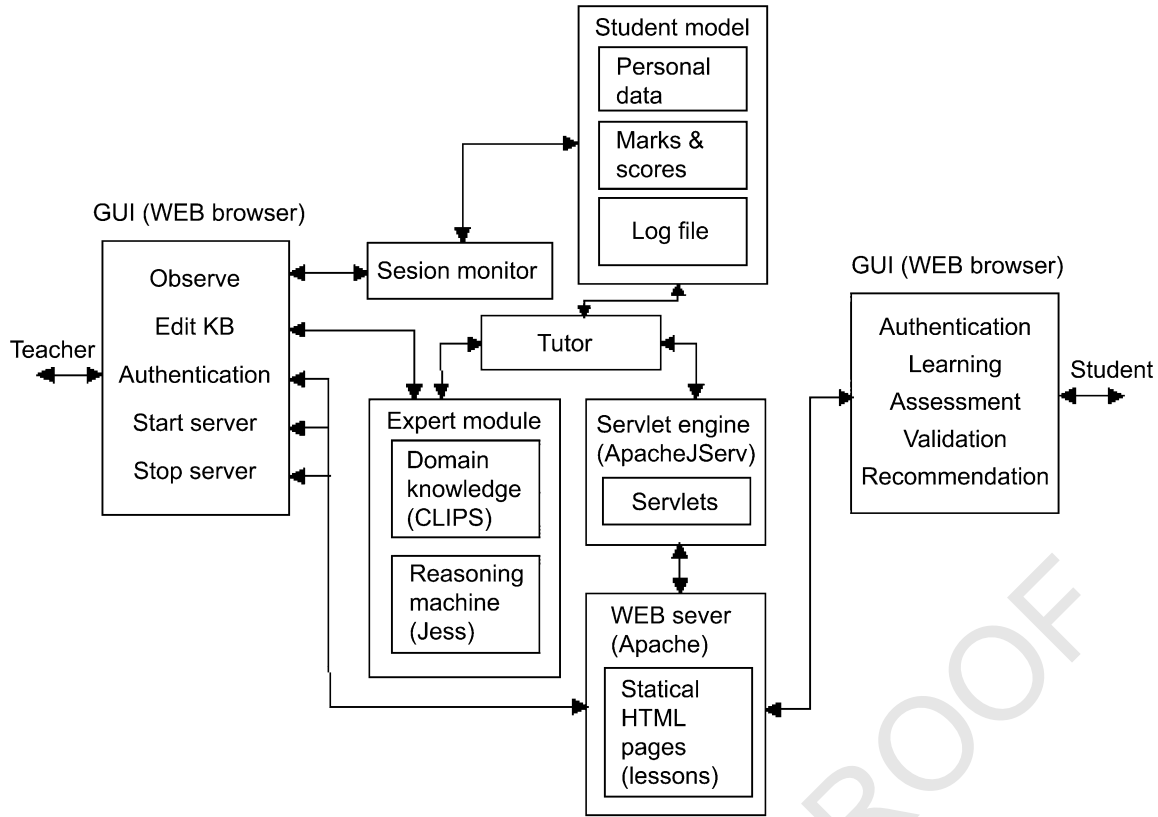 Student model
Personal
data
Marks &
scores
Log file
GUI (WEB browser)
Observe
Edit KB
Authentication
Start server
Stop server
Teacher
Sesion monitor
Tutor
Expert module
Domain
knowledge
(CLIPS)
Reasoning
machine
(Jess)
Servlet engine
(ApacheJServ)
Servlets
WEB sever
(Apache)
Statical
HTML
pages
(lessons)
GUI (WEB browser)
Authentication
Learning
Assessment
Validation
Recommendation
Student
PROOF